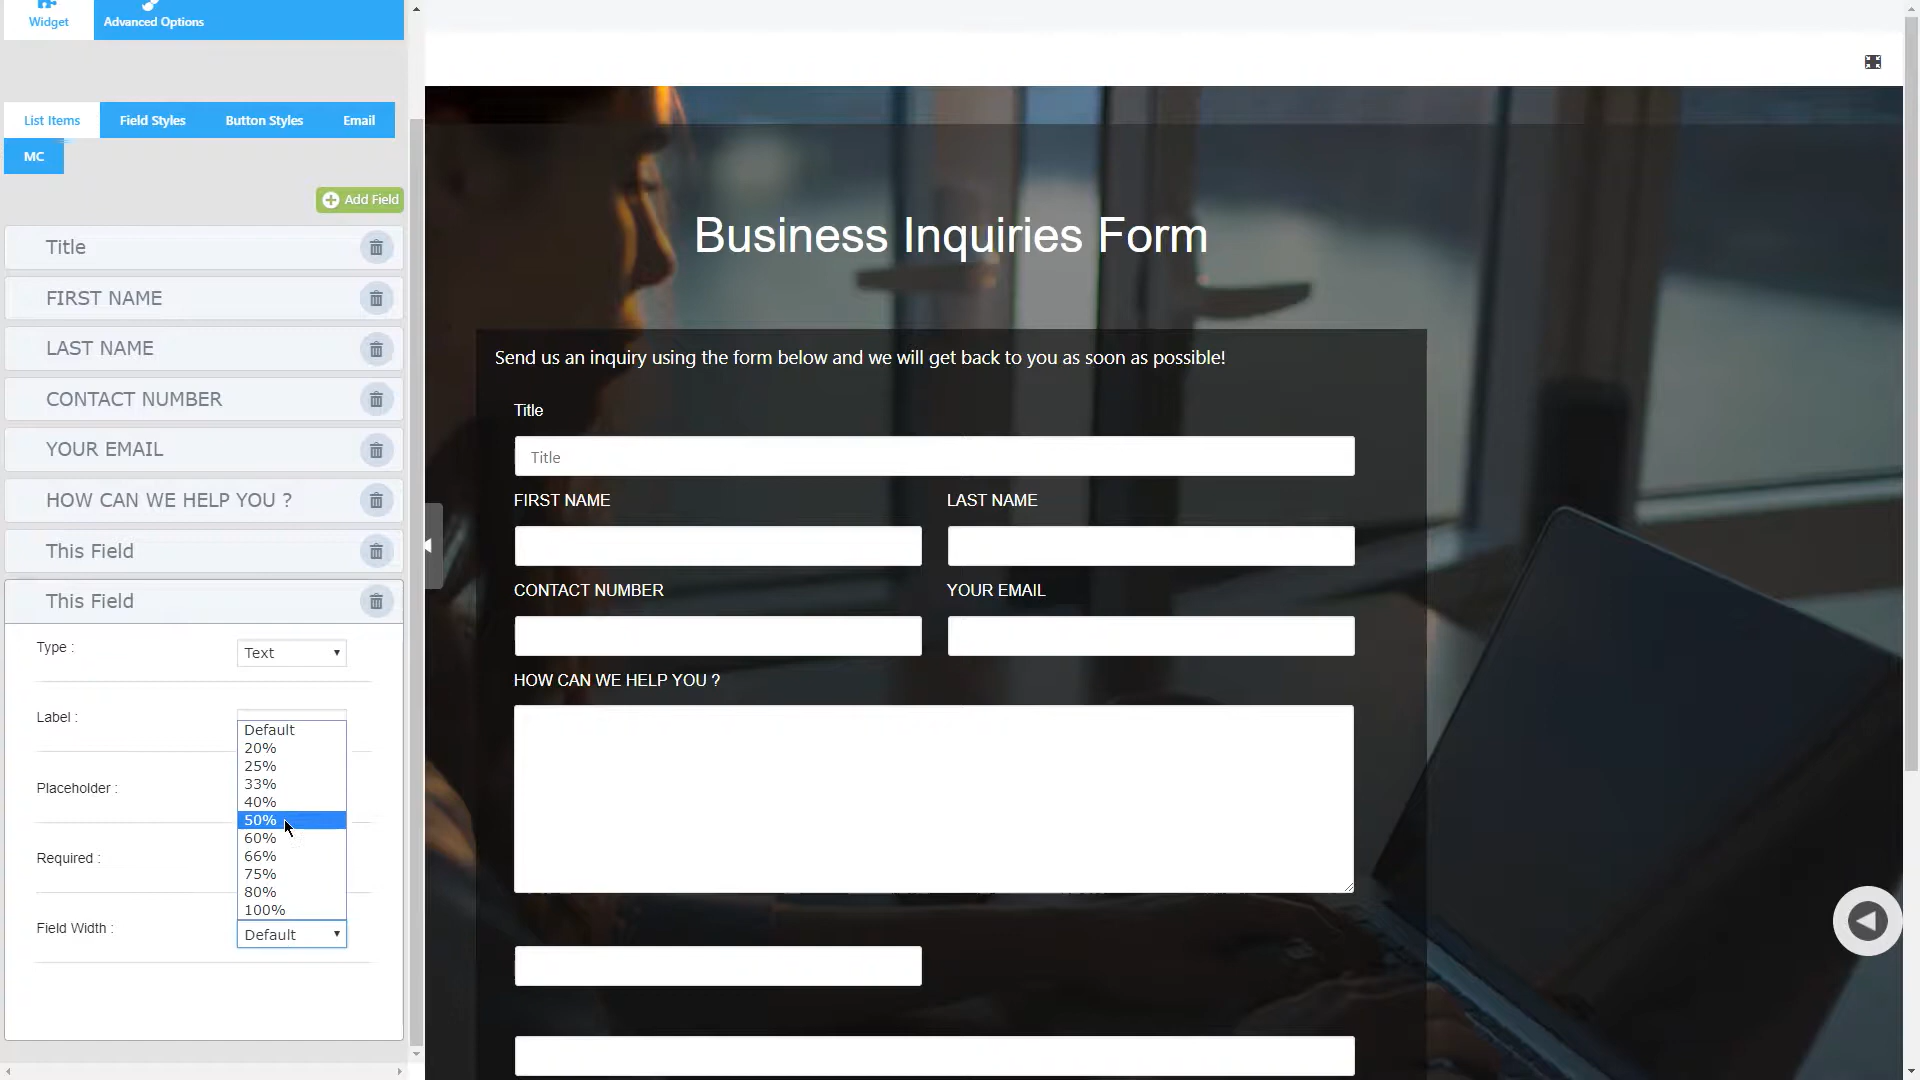 Widget
Advanced Options
List Items
Field Styles
Button Styles
Email
MC
Add Field
Title
FIRST NAME
LAST NAME
CONTACT NUMBER
YOUR EMAIL
HOW CAN WE HELP YOU ?
This Field
This Field
Type :
Text
Label :
Placeholder :
Required :
Field Width :
Default
20%
25%
33%
40%
50%
60%
66%
75%
80%
100%
Default
Business Inquiries Form
Send us an inquiry using the form below and we will get back to you as soon as possible!
Title
Title
FIRST NAME
LAST NAME
CONTACT NUMBER
YOUR EMAIL
HOW CAN WE HELP YOU ?